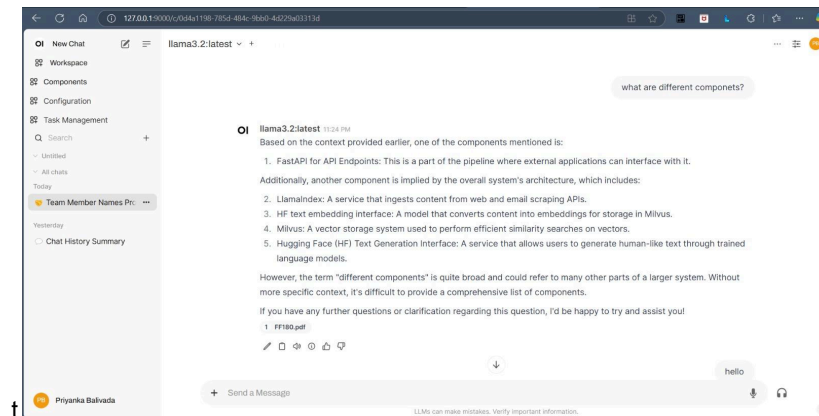 127.0.0.1:9000/c/0d4a1198-785d-484c-9bb0-4d229a03313d
OI New Chat
Workspace
Components
Configuration
Task Management
Search
Untitled
All chats
Today
Team Member Names Prc
Yesterday
Chat History Summary
PB Priyanka Balivada
llama3.2:latest
PB
what are different componets?
OI llama3.2:latest 11:24 PM
Based on the context provided earlier, one of the components mentioned is:
1. FastAPI for API Endpoints: This is a part of the pipeline where external applications can interface with it.
Additionally, another component is implied by the overall system's architecture, which includes:
2. LlamaIndex: A service that ingests content from web and email scraping APIs.
3. HF text embedding interface: A model that converts content into embeddings for storage in Milvus.
4. Milvus: A vector storage system used to perform efficient similarity searches on vectors.
5. Hugging Face (HF) Text Generation Interface: A service that allows users to generate human-like text through trained
language models.
However, the term "different components" is quite broad and could refer to many other parts of a larger system. Without
more specific context, it's difficult to provide a comprehensive list of components.
If you have any further questions or clarification regarding this question, I'd be happy to try and assist you!
1 FF180.pdf
hello
+ Send a Message
LLMs can make mistakes. Verify important information.
t